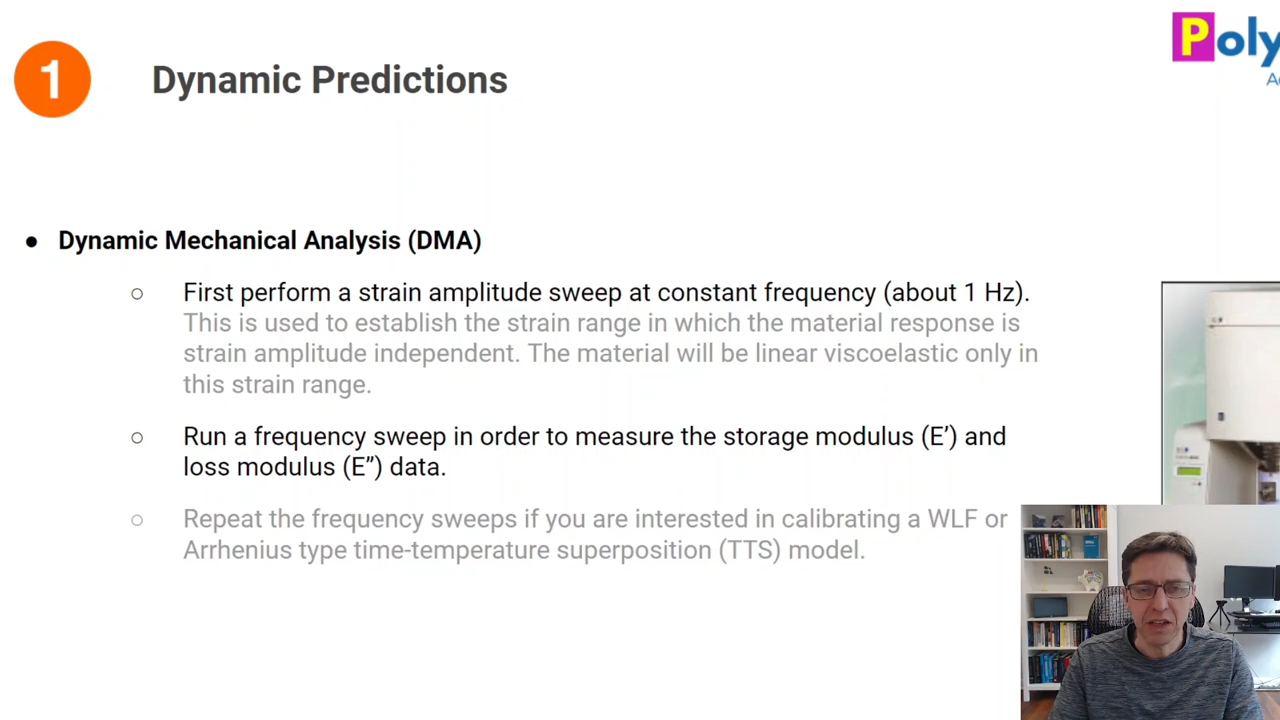 1
Dynamic Predictions
Poly
● Dynamic Mechanical Analysis (DMA)
○ First perform a strain amplitude sweep at constant frequency (about 1 Hz).
This is used to establish the strain range in which the material response is
strain amplitude independent. The material will be linear viscoelastic only in
this strain range.
○ Run a frequency sweep in order to measure the storage modulus (E’) and
loss modulus (E”) data.
○ Repeat the frequency sweeps if you are interested in calibrating a WLF or
Arrhenius type time-temperature superposition (TTS) model.